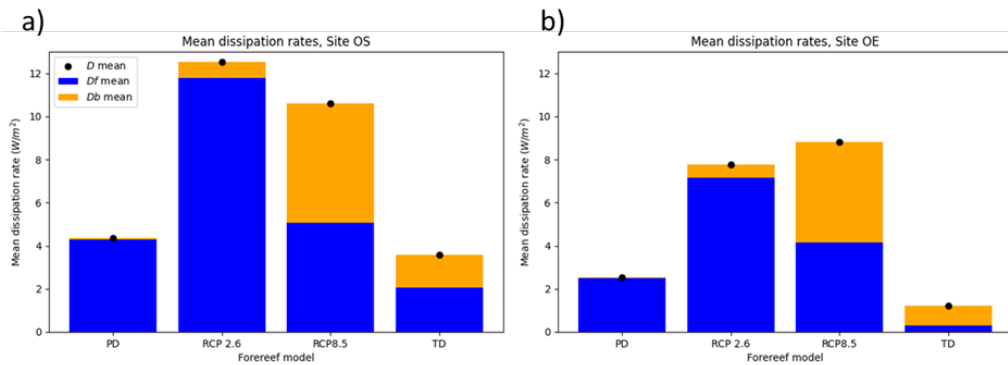 a)
Mean dissipation rates, Site OS
D mean
Df mean
Db mean
Mean dissipation rate (W/m²)
12
10
8
6
4
2
0
PD
RCP 2.6
RCP8.5
TD
Forereef model
b)
Mean dissipation rates, Site OE
Mean dissipation rate (W/m²)
12
10
8
6
4
2
0
PD
RCP 2.6
RCP8.5
TD
Forereef model